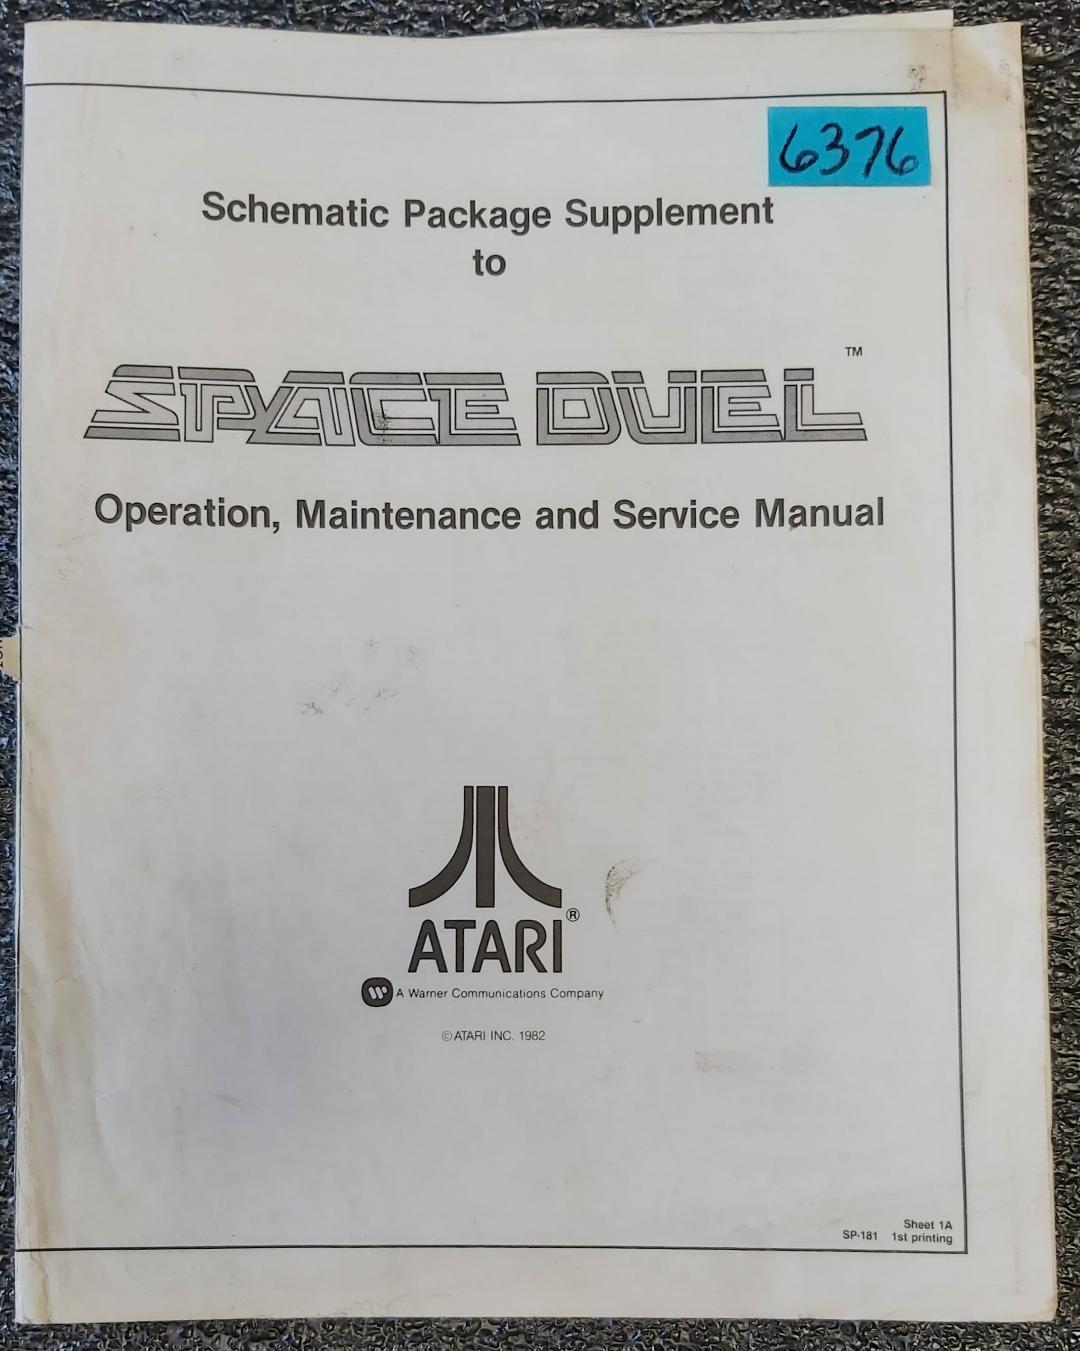 6376
Schematic Package Supplement
to
SPACE DUEL ™
Operation, Maintenance and Service Manual
ATARI®
A Warner Communications Company
© ATARI INC. 1982
Sheet 1A
SP-181 1st printing